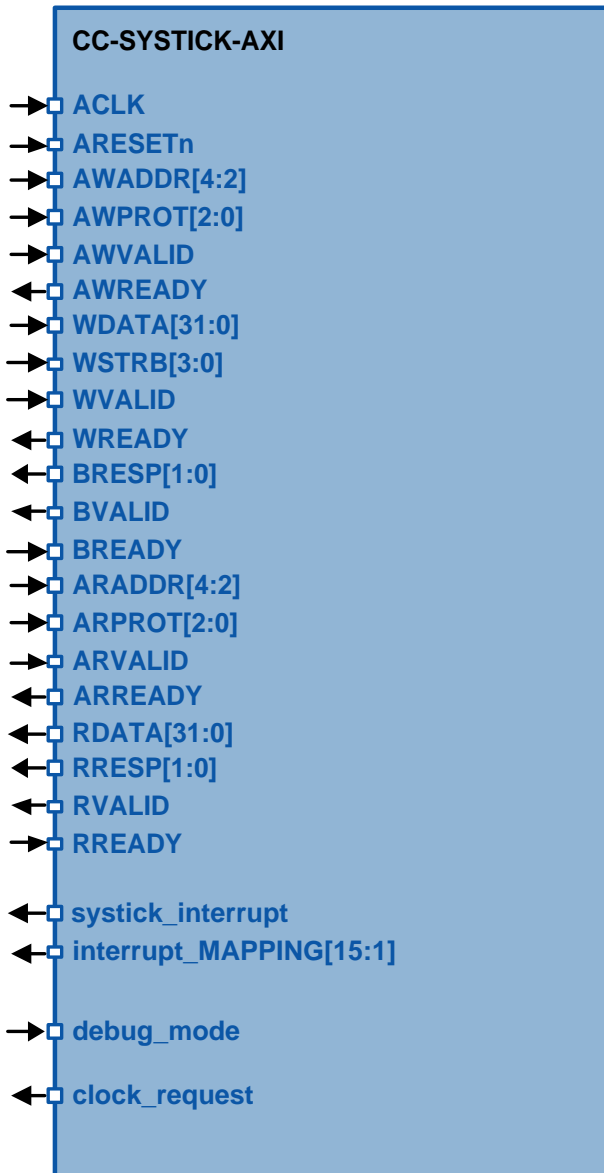 CC-SYSTICK-AXI
ACLK
ARESETn
AWADDR[4:2]
AWPROT[2:0]
AWVALID
AWREADY
WDATA[31:0]
WSTRB[3:0]
WVALID
WREADY
BRESP[1:0]
BVALID
BREADY
ARADDR[4:2]
ARPROT[2:0]
ARVALID
ARREADY
RDATA[31:0]
RRESP[1:0]
RVALID
RREADY
systick_interrupt
interrupt_MAPPING[15:1]
debug_mode
clock_request